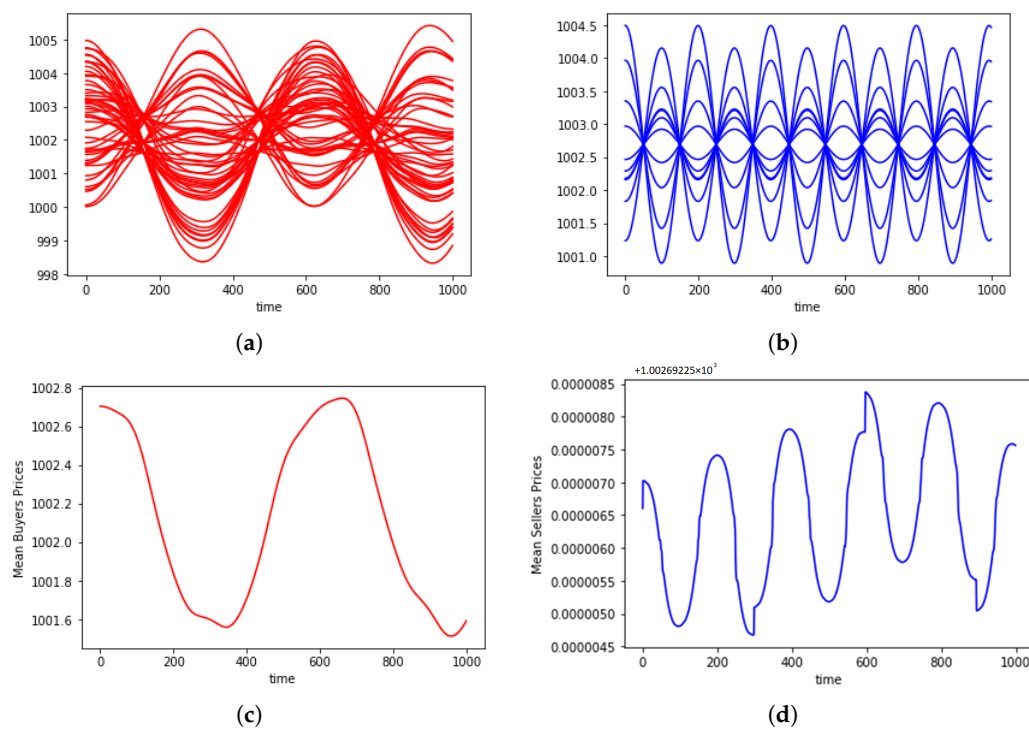 1005
1004
1003
1002
1001
1000
999
998
0 200 400 600 800 1000
time
(a)
1004.5
1004.0
1003.5
1003.0
1002.5
1002.0
1001.5
1001.0
0 200 400 600 800 1000
time
(b)
1002.8
1002.6
1002.4
1002.2
1002.0
1001.8
1001.6
Mean Buyers Prices
0 200 400 600 800 1000
time
(c)
+1.00269225×10³
0.0000085
0.0000080
0.0000075
0.0000070
0.0000065
0.0000060
0.0000055
0.0000050
0.0000045
Mean Sellers Prices
0 200 400 600 800 1000
time
(d)